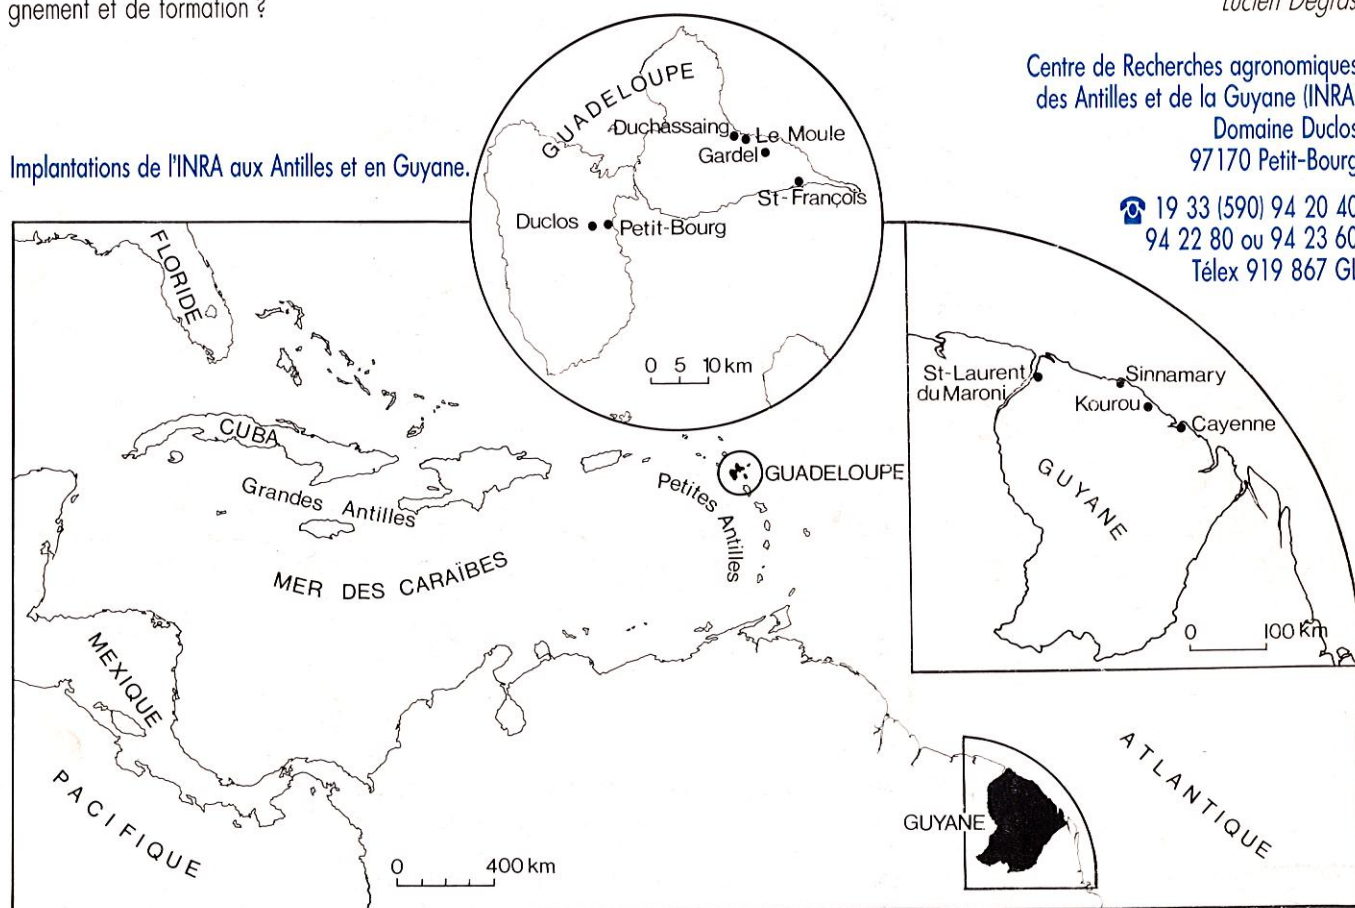 gnement et de formation ?
Lucien Degras
Centre de Recherches agronomiques
des Antilles et de la Guyane (INRA
Domaine Duclos
97170 Petit-Bourg
☎ 19 33 (590) 94 20 40
94 22 80 ou 94 23 60
Télex 919 867 GL
Implantations de l'INRA aux Antilles et en Guyane.
GUADELOUPE
Duchassaing
Le Moule
Gardel
St-François
Duclos
Petit-Bourg
0 5 10 km
FLORIDE
CUBA
Grandes Antilles
Petites Antilles
GUADELOUPE
MER DES CARAÏBES
MEXIQUE
PACIFIQUE
0 400 km
St-Laurent
du Maroni
Sinnamary
Kourou
Cayenne
GUYANE
0 100 Km
GUYANE
ATLANTIQUE